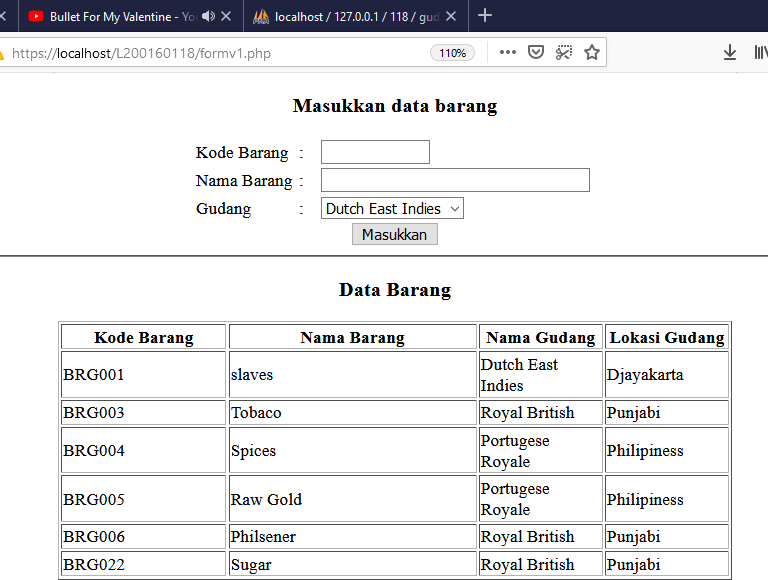 Bullet For My Valentine - Yo
localhost / 127.0.0.1 / 118 / gud
https://localhost/L200160118/formv1.php
110%
Masukkan data barang
Kode Barang :
Nama Barang :
Gudang : Dutch East Indies
Masukkan
Data Barang
Kode Barang Nama Barang Nama Gudang Lokasi Gudang
BRG001 slaves Dutch East Indies Djayakarta
BRG003 Tobaco Royal British Punjabi
BRG004 Spices Portugese Royale Philipiness
BRG005 Raw Gold Portugese Royale Philipiness
BRG006 Philsener Royal British Punjabi
BRG022 Sugar Royal British Punjabi